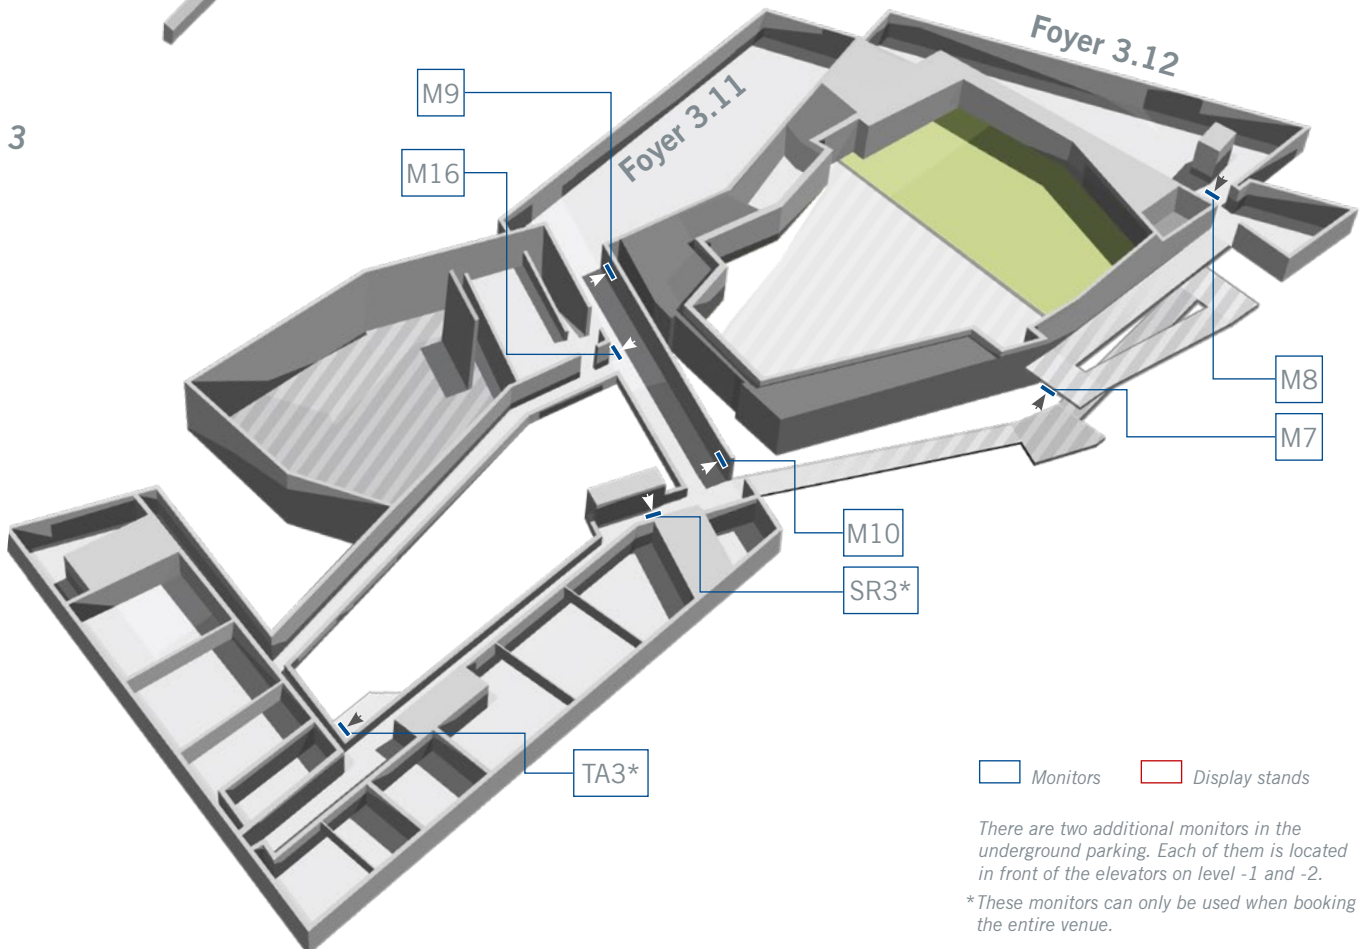 Foyer 3.12
M9
Foyer 3.11
3
M16
M8
M7
M10
SR3*
TA3*
Monitors
Display stands
There are two additional monitors in the
underground parking. Each of them is located
in front of the elevators on level -1 and -2.
*These monitors can only be used when booking
the entire venue.